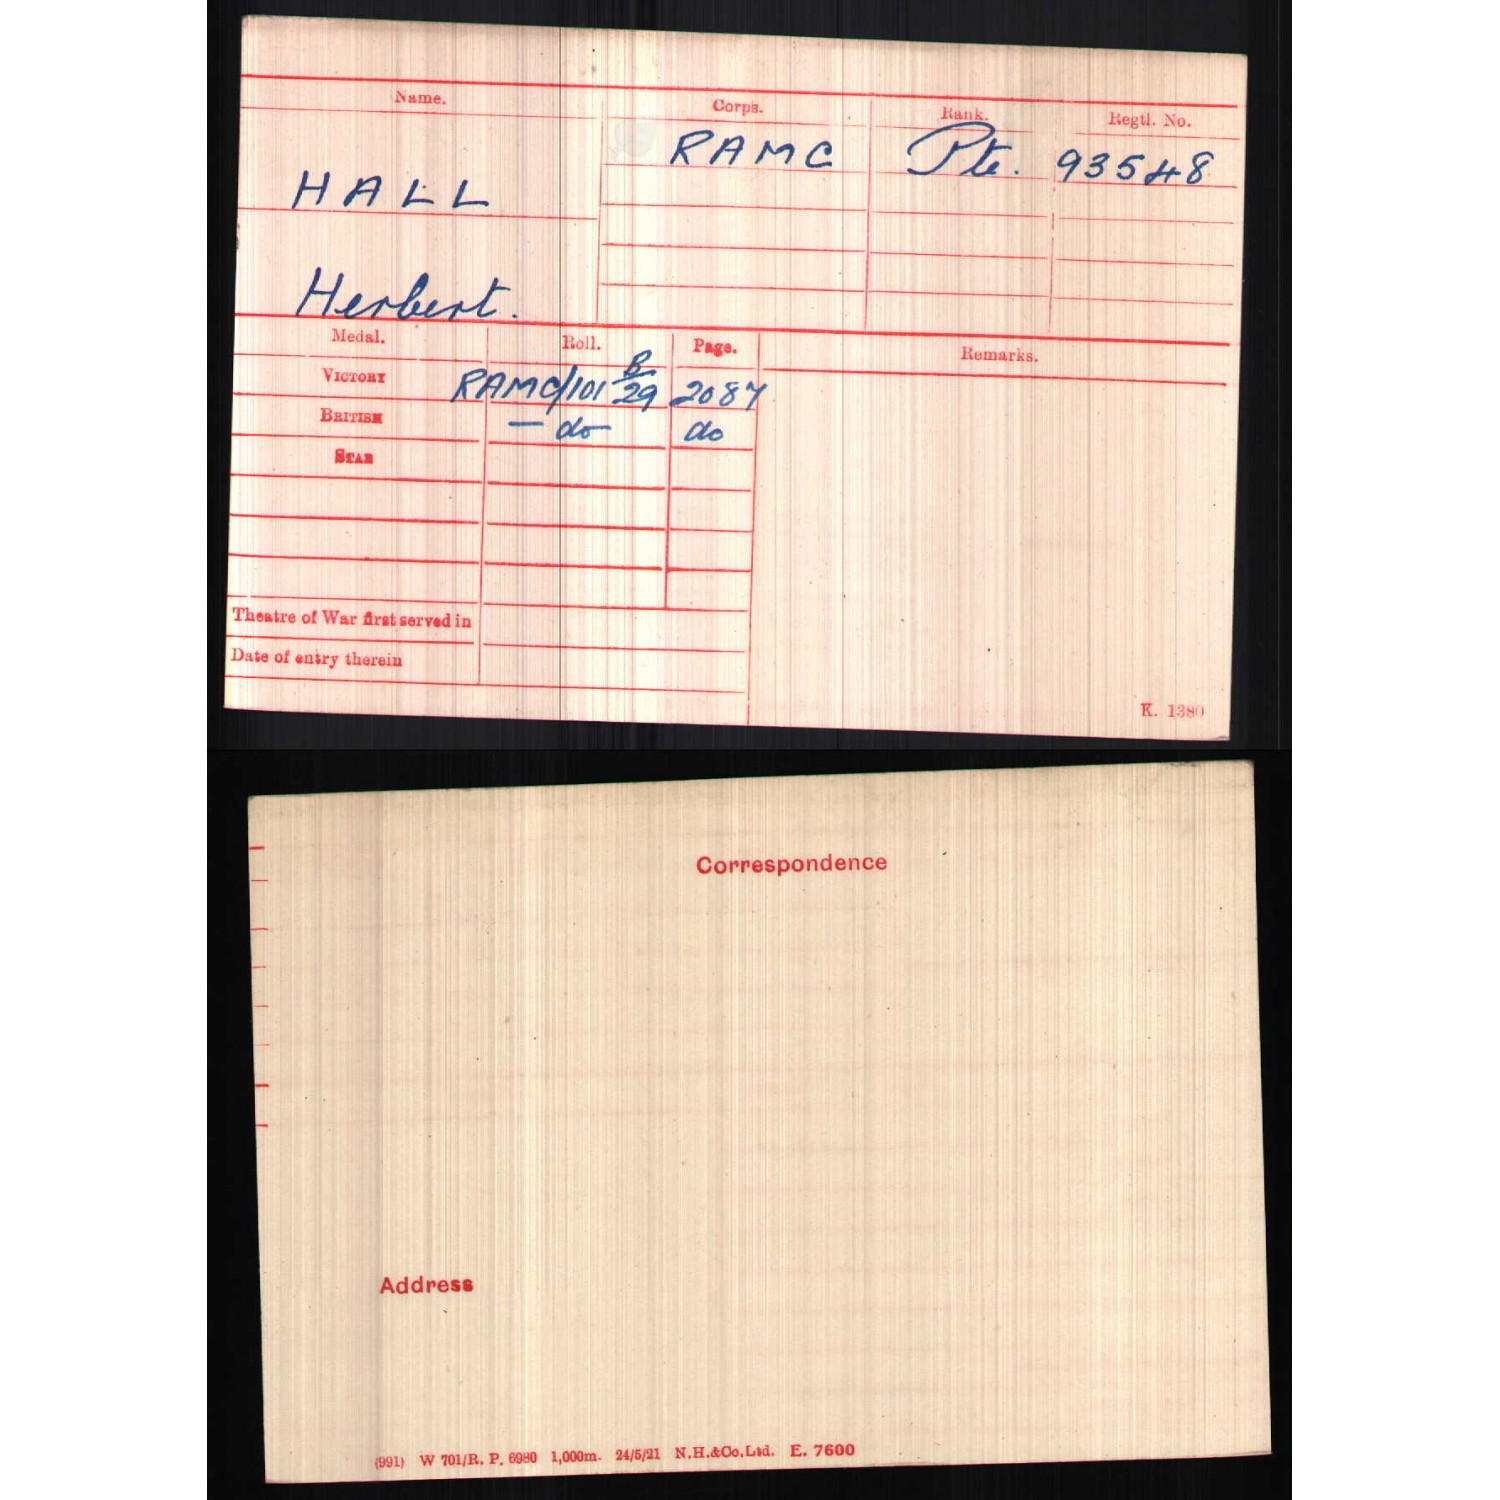 Name. Corps. Rank. Regtl. No.
RAMC Pte. 93548
HALL
Herbert.
Medal. Roll. Page. Remarks.
VICTORY RAMC/101 B/29 2087
BRITISH — do — do
STAR
Theatre of War first served in
Date of entry therein
K. 1380
Correspondence
Address
(991) W 701/R. P. 6980 1,000m. 24/5/21 N.H.&Co.Ltd. E. 7600